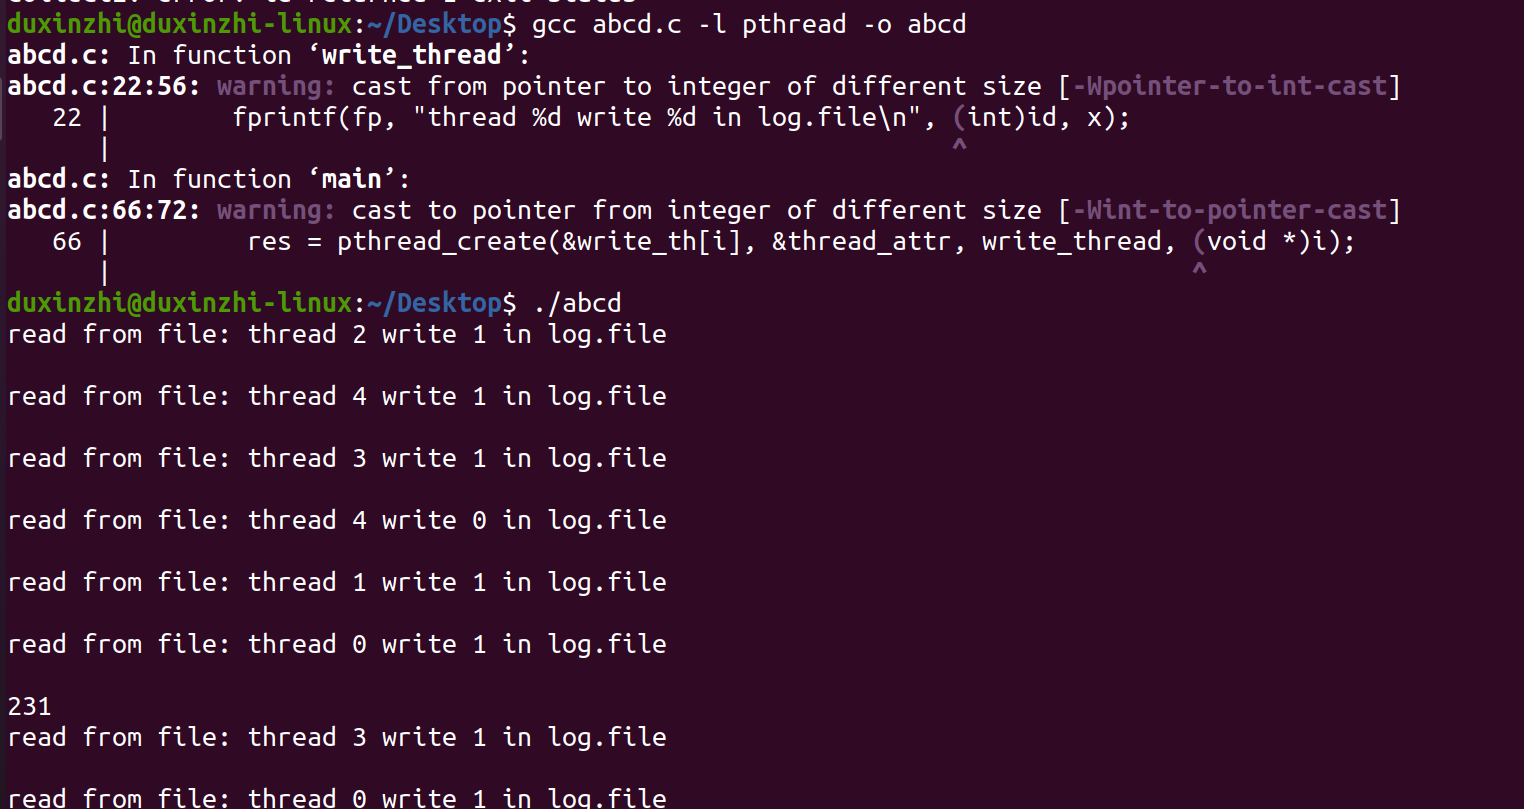 duxinzhi@duxinzhi-linux:~/Desktop$ gcc abcd.c -l pthread -o abcd
abcd.c: In function ‘write_thread’:
abcd.c:22:56: warning: cast from pointer to integer of different size [-Wpointer-to-int-cast]
   22 |         fprintf(fp, "thread %d write %d in log.file\n", (int)id, x);
      |                                                         ^
abcd.c: In function ‘main’:
abcd.c:66:72: warning: cast to pointer from integer of different size [-Wint-to-pointer-cast]
   66 |         res = pthread_create(&write_th[i], &thread_attr, write_thread, (void *)i);
      |                                                                        ^
duxinzhi@duxinzhi-linux:~/Desktop$ ./abcd
read from file: thread 2 write 1 in log.file
read from file: thread 4 write 1 in log.file
read from file: thread 3 write 1 in log.file
read from file: thread 4 write 0 in log.file
read from file: thread 1 write 1 in log.file
read from file: thread 0 write 1 in log.file
231
read from file: thread 3 write 1 in log.file
read from file: thread 0 write 1 in log.file